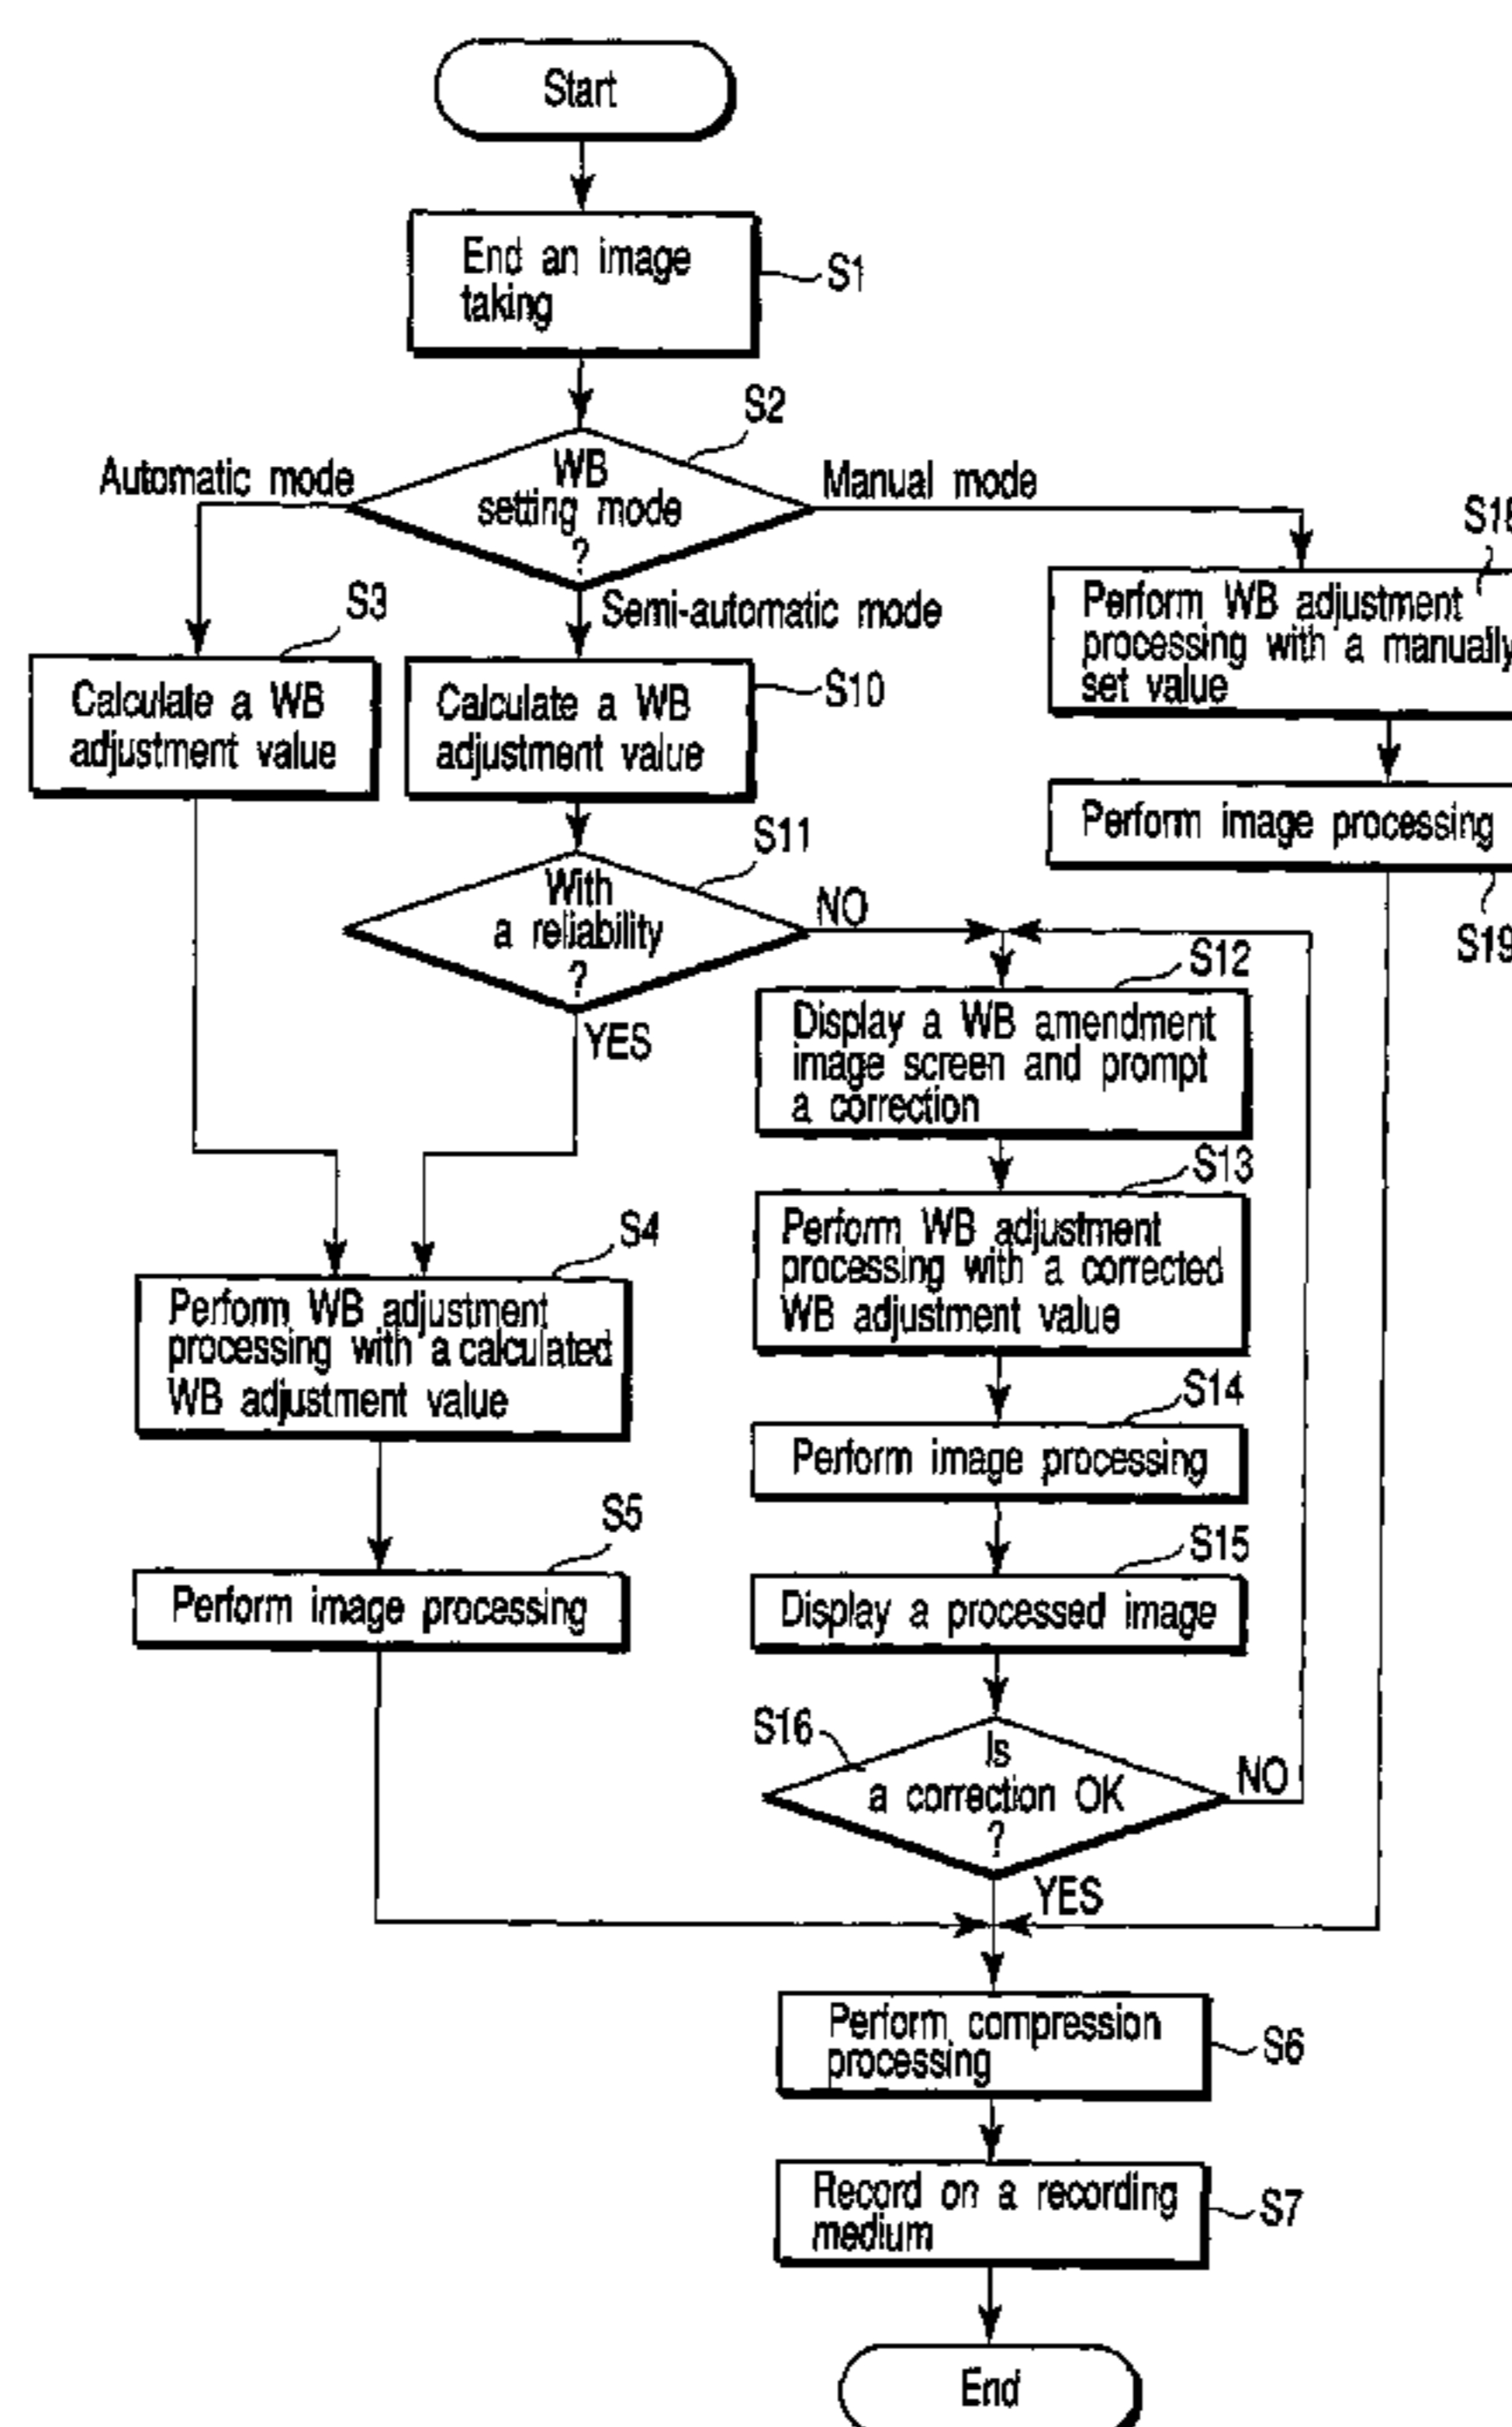 Start
End an image
taking
S1
S2
WB
setting mode
?
Automatic mode
Manual mode
Semi-automatic mode
S3
Calculate a WB
adjustment value
Calculate a WB
adjustment value
S10
S18
Perform WB adjustment
processing with a manually
set value
Perform image processing
S19
S11
With
a reliability
?
NO
YES
S12
Display a WB amendment
image screen and prompt
a correction
S13
Perform WB adjustment
processing with a corrected
WB adjustment value
S4
Perform WB adjustment
processing with a calculated
WB adjustment value
S14
Perform image processing
S5
Perform image processing
S15
Display a processed image
S16
Is
a correction OK
?
NO
YES
Perform compression
processing
S6
Record on a recording
medium
S7
End